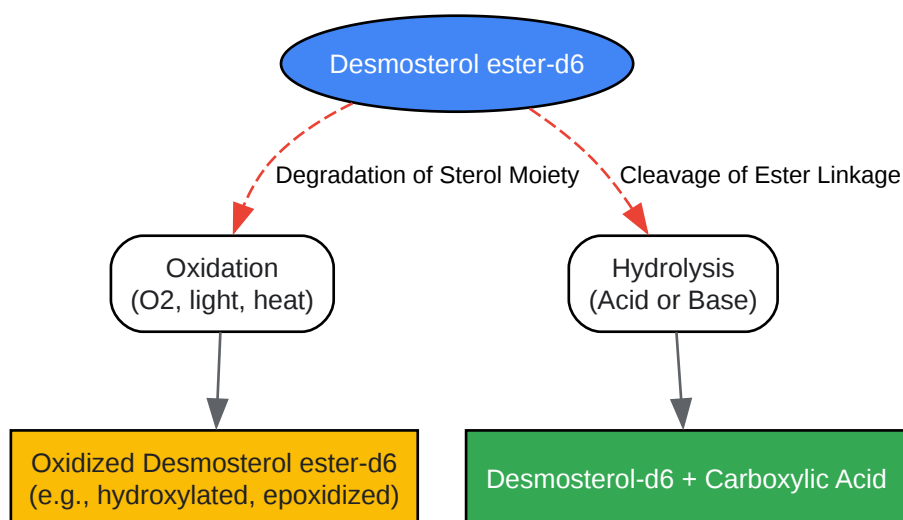 Desmosterol ester-d6
Degradation of Sterol Moiety
Cleavage of Ester Linkage
Oxidation
(O2, light, heat)
Hydrolysis
(Acid or Base)
Oxidized Desmosterol ester-d6
(e.g., hydroxylated, epoxidized)
Desmosterol-d6 + Carboxylic Acid